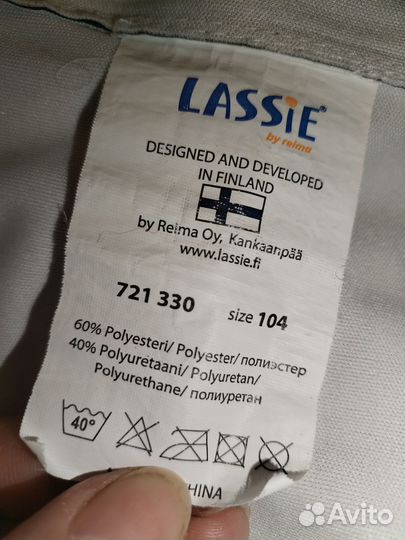 LASSiE®
by reima
DESIGNED AND DEVELOPED
IN FINLAND
by Reima Oy, Kankaanpää
www.lassie.fi
721 330 size 104
60% Polyesteri/ Polyester/ полиэстер
40% Polyuretaani/ Polyuretan/
Polyurethane/ полиуретан
40°
CHINA
Avito